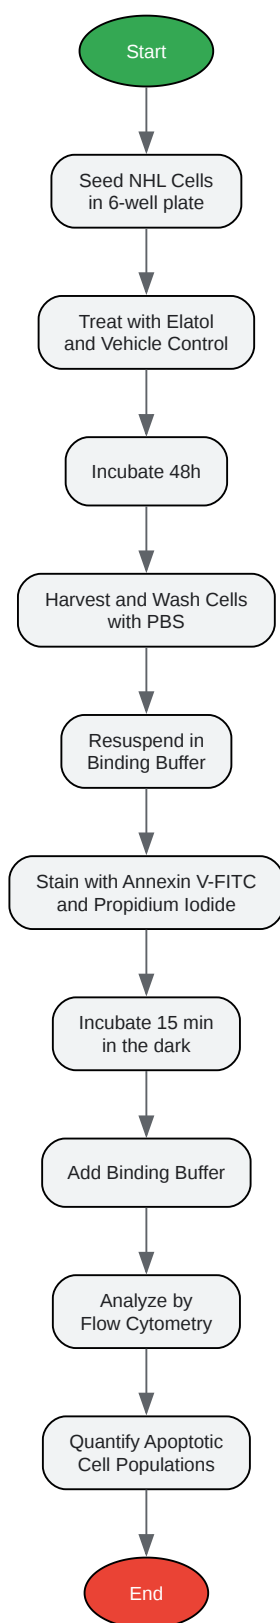 Start
Seed NHL Cells
in 6-well plate
Treat with Elatol
and Vehicle Control
Incubate 48h
Harvest and Wash Cells
with PBS
Resuspend in
Binding Buffer
Stain with Annexin V-FITC
and Propidium Iodide
Incubate 15 min
in the dark
Add Binding Buffer
Analyze by
Flow Cytometry
Quantify Apoptotic
Cell Populations
End